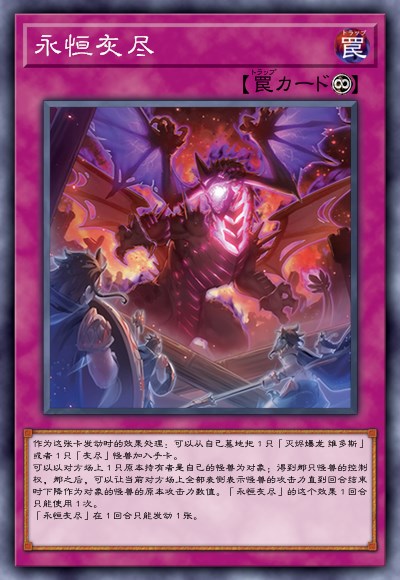 永恒灰尽
トラップ
罠
トラップ
【罠カード】
作为这张卡发动时的效果处理,可以从自己墓地把1只「灭烬爆龙 雄多斯」
或者1只「灰尽」怪兽加入手卡。
可以以对方场上1只原本持有者是自己的怪兽为对象;得到那只怪兽的控制
权,那之后,可以让当前对方场上全部表侧表示怪兽的攻击力直到回合结束
时下降作为对象的怪兽的原本攻击力数值。「永恒灰尽」的这个效果1回合
只能使用1次。
「永恒灰尽」在1回合只能发动1张。